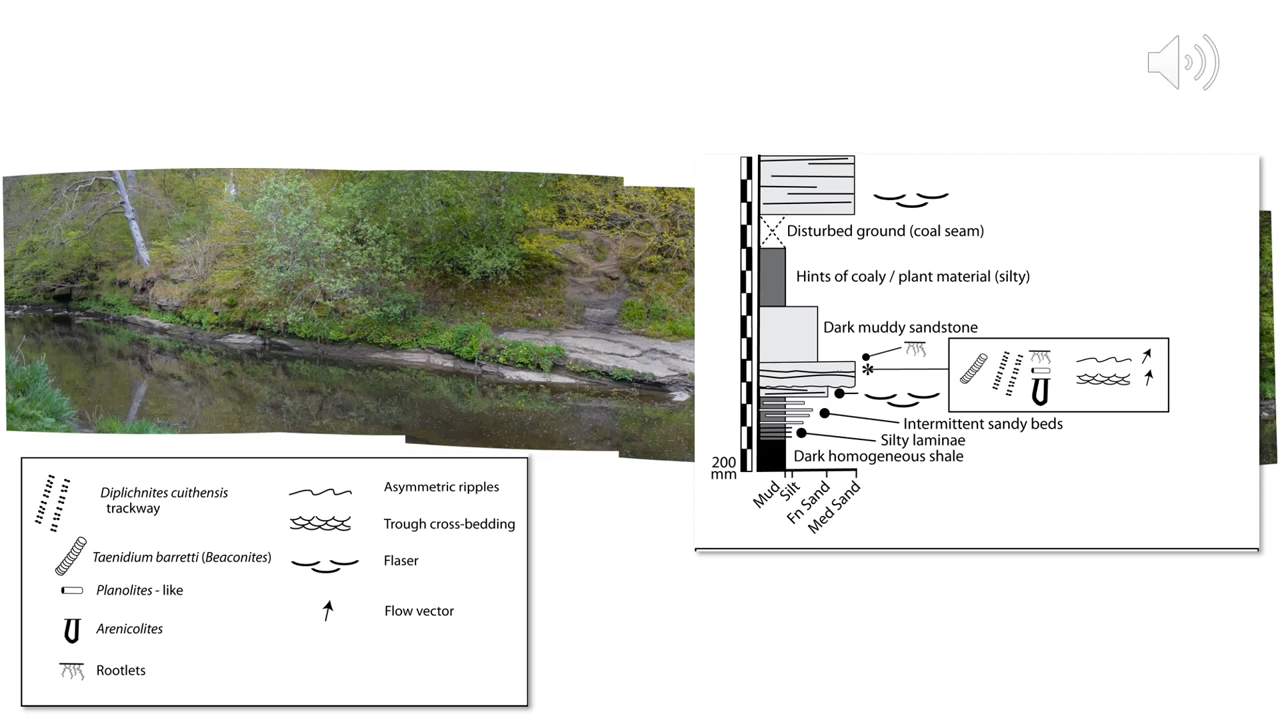 Disturbed ground (coal seam)
Hints of coaly / plant material (silty)
Dark muddy sandstone
*
Intermittent sandy beds
Silty laminae
Dark homogeneous shale
200
mm
Mud
Silt
Fn Sand
Med Sand
Diplichnites cuithensis
trackway
Taenidium barretti (Beaconites)
Planolites - like
Arenicolites
Rootlets
Asymmetric ripples
Trough cross-bedding
Flaser
Flow vector